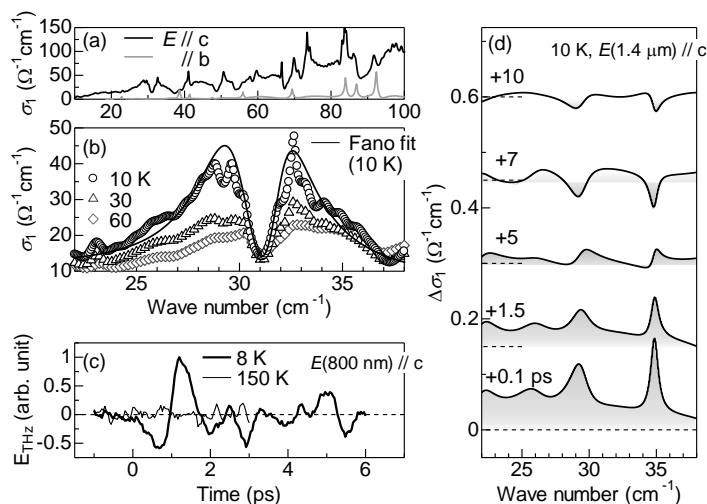 (a) E // c
// b
σ₁ (Ω⁻¹cm⁻¹)
150
100
50
0
20 40 60 80 100
(b) Fano fit
(10 K)
10 K
30
60
σ₁ (Ω⁻¹cm⁻¹)
50
40
30
20
10
25 30 35
Wave number (cm⁻¹)
(c) 8 K
150 K
E(800 nm) // c
E_THz (arb. unit)
1
0.5
0
-0.5
0 2 4 6
Time (ps)
(d) 10 K, E(1.4 μm) // c
+10
+7
+5
+1.5
+0.1 ps
Δσ₁ (Ω⁻¹cm⁻¹)
0.6
0.4
0.2
0
25 30 35
Wave number (cm⁻¹)